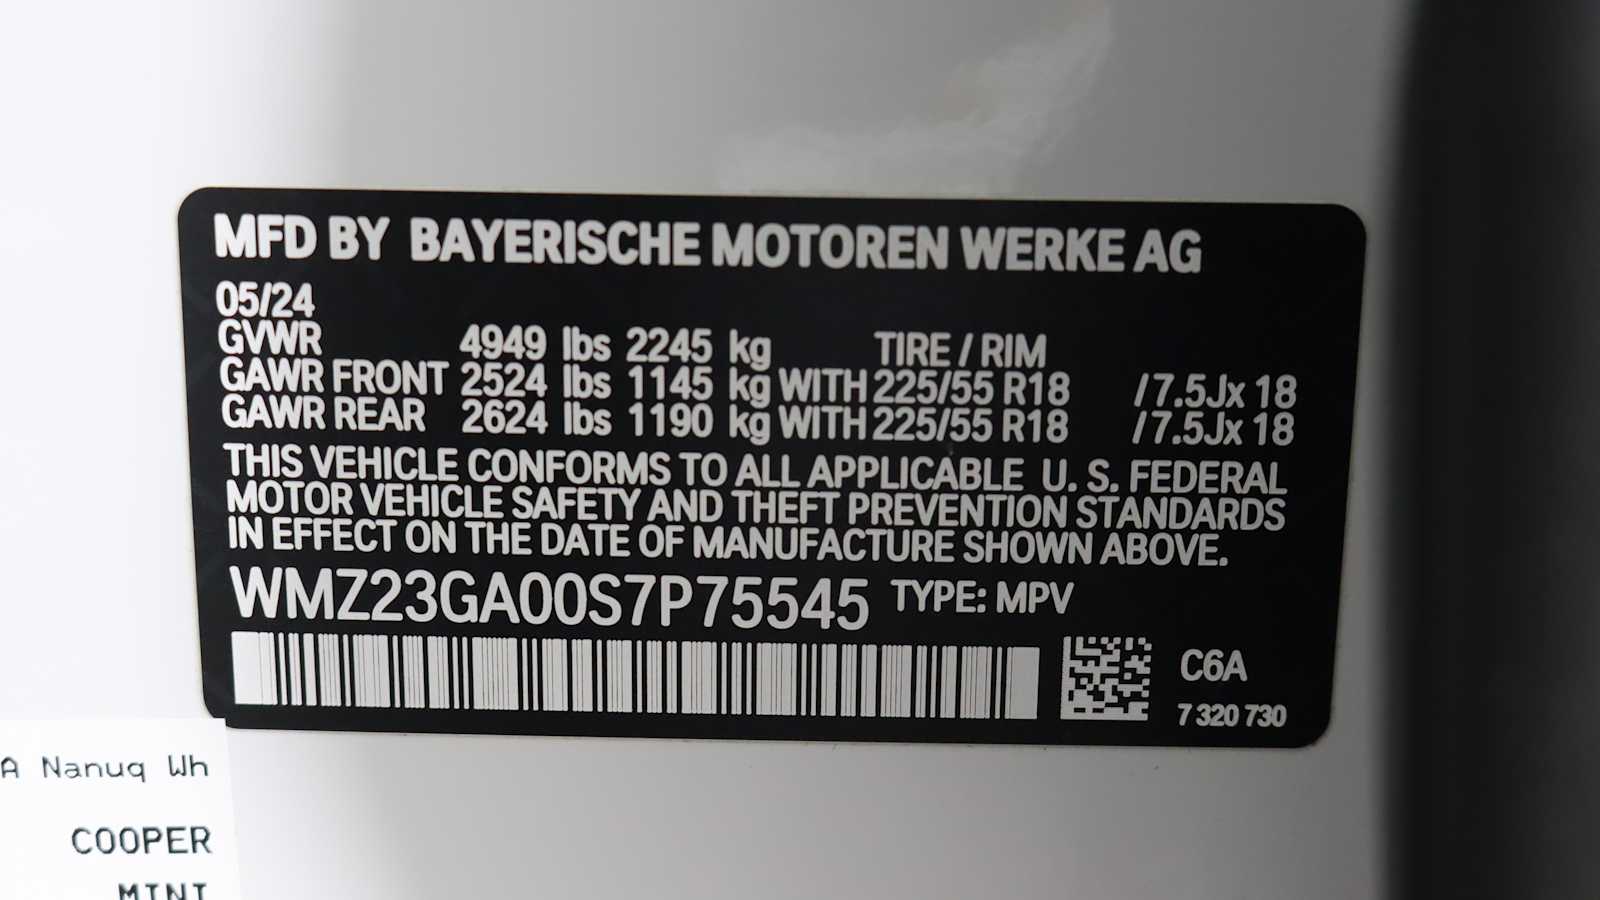 MFD BY BAYERISCHE MOTOREN WERKE AG
05/24
GVWR 4949 lbs 2245 kg TIRE / RIM
GAWR FRONT 2524 lbs 1145 kg WITH 225/55 R18 /7.5Jx 18
GAWR REAR 2624 lbs 1190 kg WITH 225/55 R18 /7.5Jx 18
THIS VEHICLE CONFORMS TO ALL APPLICABLE U. S. FEDERAL
MOTOR VEHICLE SAFETY AND THEFT PREVENTION STANDARDS
IN EFFECT ON THE DATE OF MANUFACTURE SHOWN ABOVE.
WMZ23GA00S7P75545 TYPE: MPV
C6A
7 320 730
A Nanuq Wh
COOPER
MINI